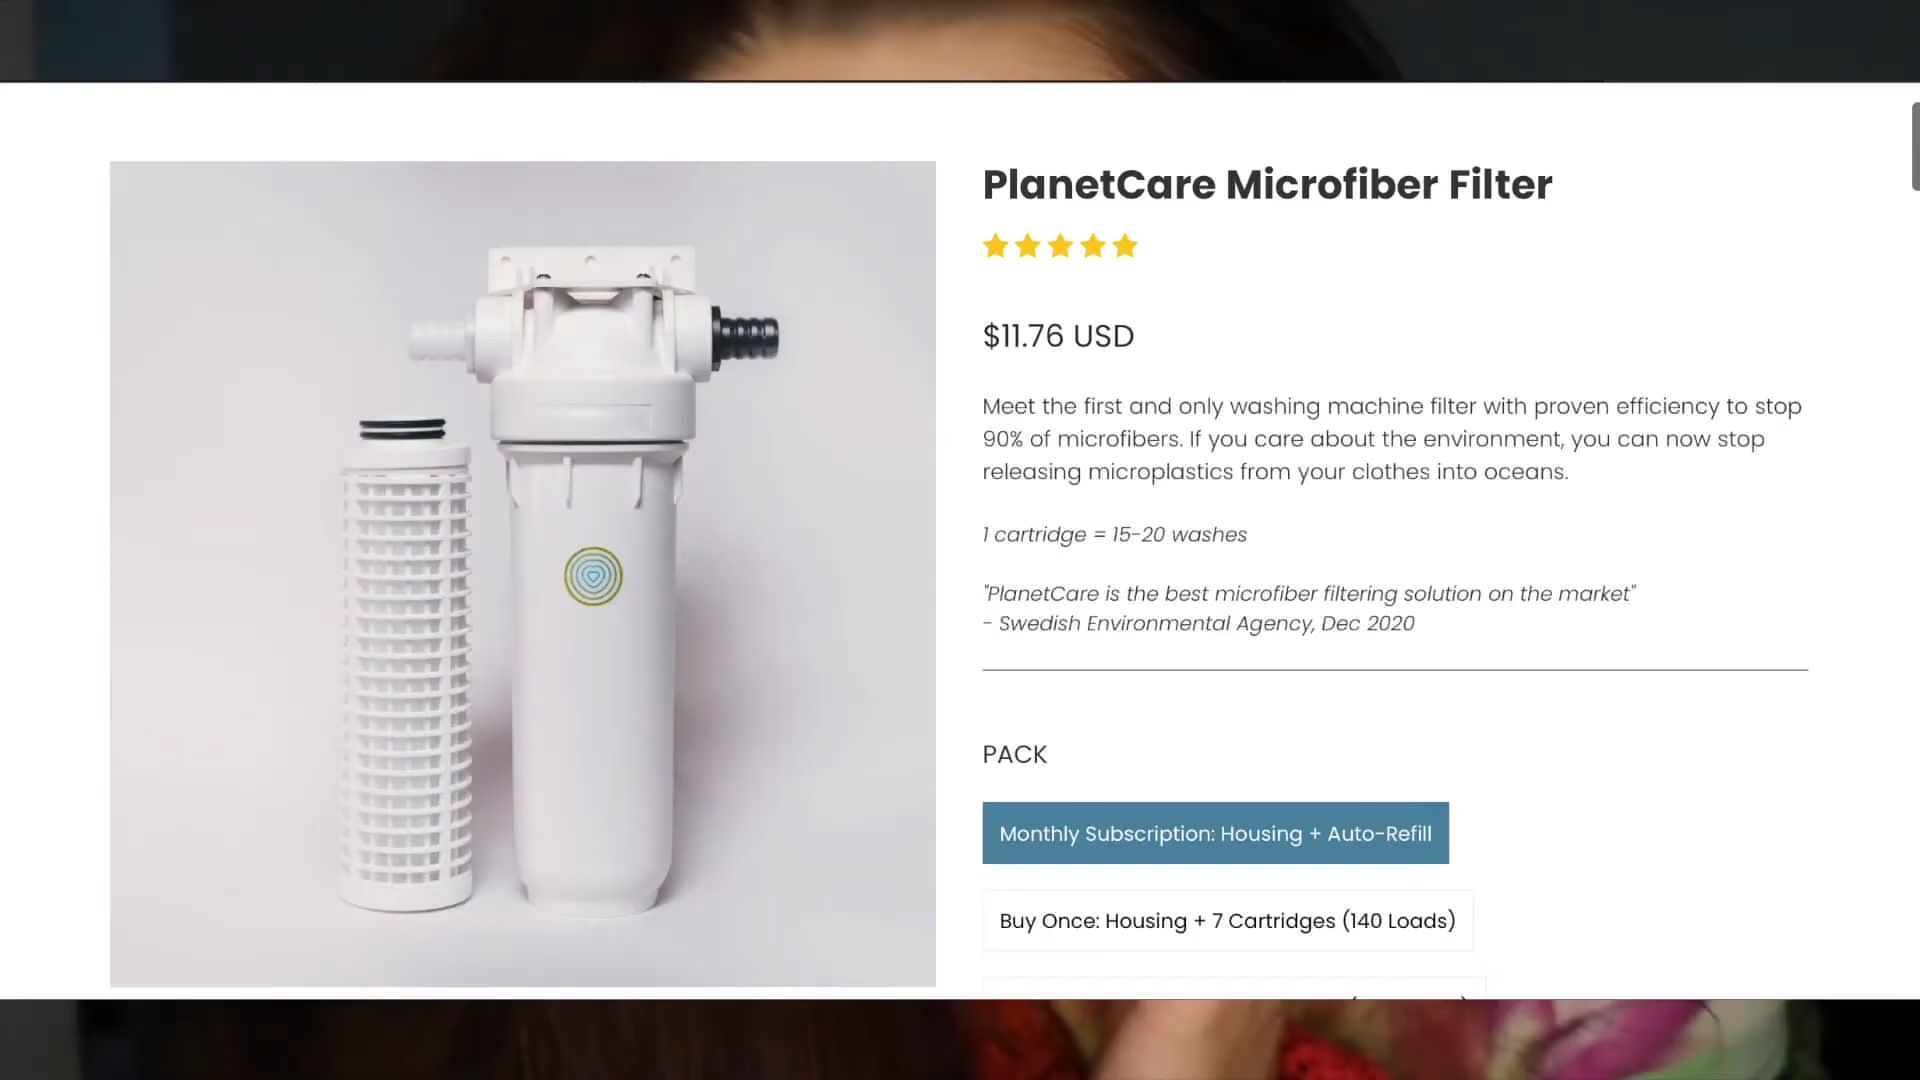 PlanetCare Microfiber Filter
$11.76 USD
Meet the first and only washing machine filter with proven efficiency to stop
90% of microfibers. If you care about the environment, you can now stop
releasing microplastics from your clothes into oceans.
1 cartridge = 15-20 washes
"PlanetCare is the best microfiber filtering solution on the market"
- Swedish Environmental Agency, Dec 2020
PACK
Monthly Subscription: Housing + Auto-Refill
Buy Once: Housing + 7 Cartridges (140 Loads)